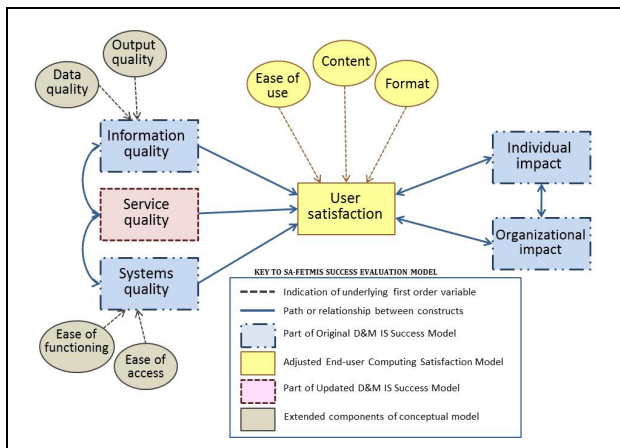 Output
quality
Data
quality
Content
Ease of
use
Format
Information
quality
Individual
impact
Service
quality
User
satisfaction
Organizational
impact
Systems
quality
Ease of
functioning
Ease of
access
KEY TO SA-FETMIS SUCCESS EVALUATION MODEL
Indication of underlying first order variable
Path or relationship between constructs
Part of Original D&M IS Success Model
Adjusted End-user Computing Satisfaction Model
Part of Updated D&M IS Success Model
Extended components of conceptual model